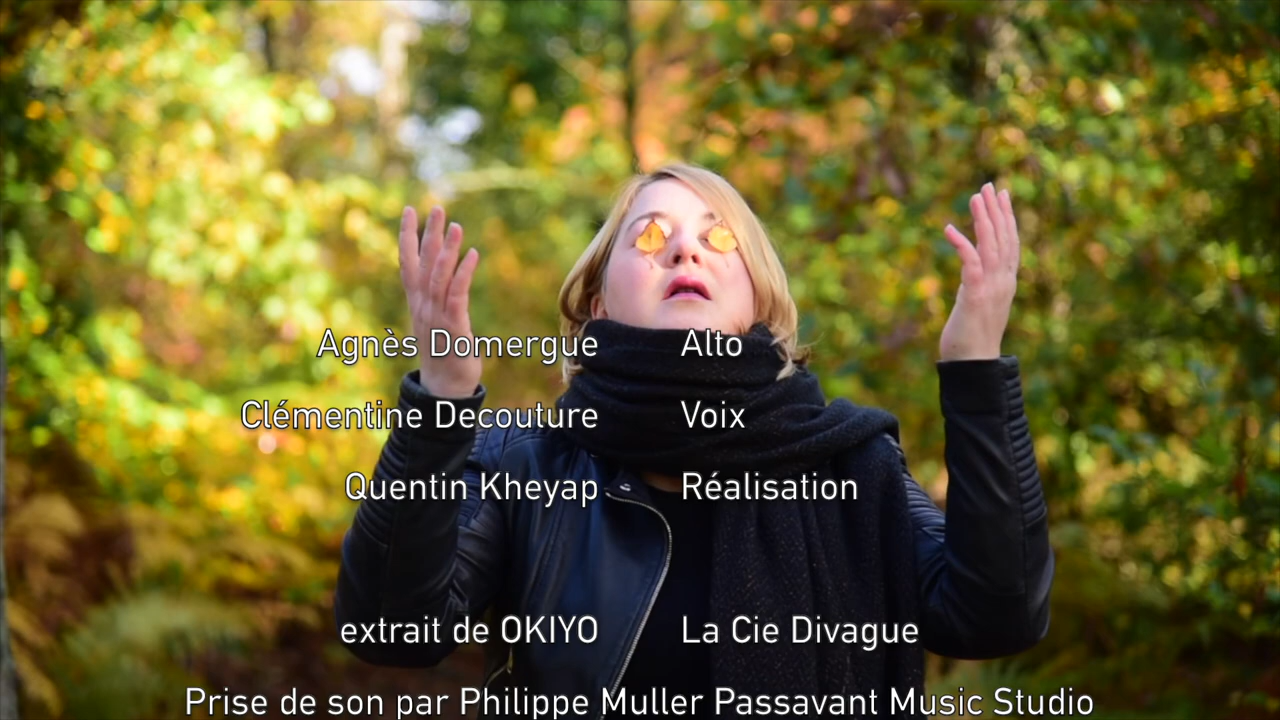 Agnès Domergue Alto
Clémentine Decouture Voix
Quentin Kheyap Réalisation
extrait de OKIYO La Cie Divague
Prise de son par Philippe Muller Passavant Music Studio